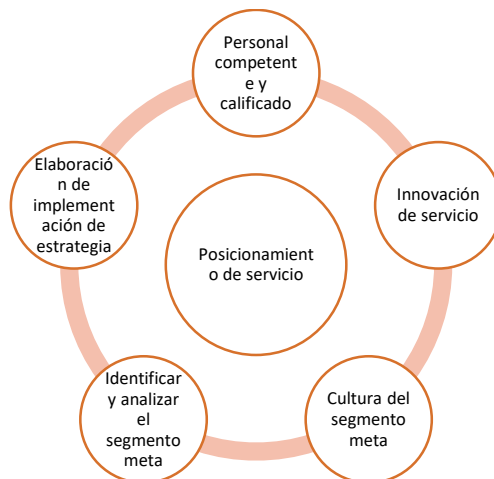 Personal
competent
e y
calificado
Innovación
de servicio
Cultura del
segmento
meta
Identificar
y analizar
el
segmento
meta
Elaboració
n de
implement
ación de
estrategia
Posicionamient
o de servicio